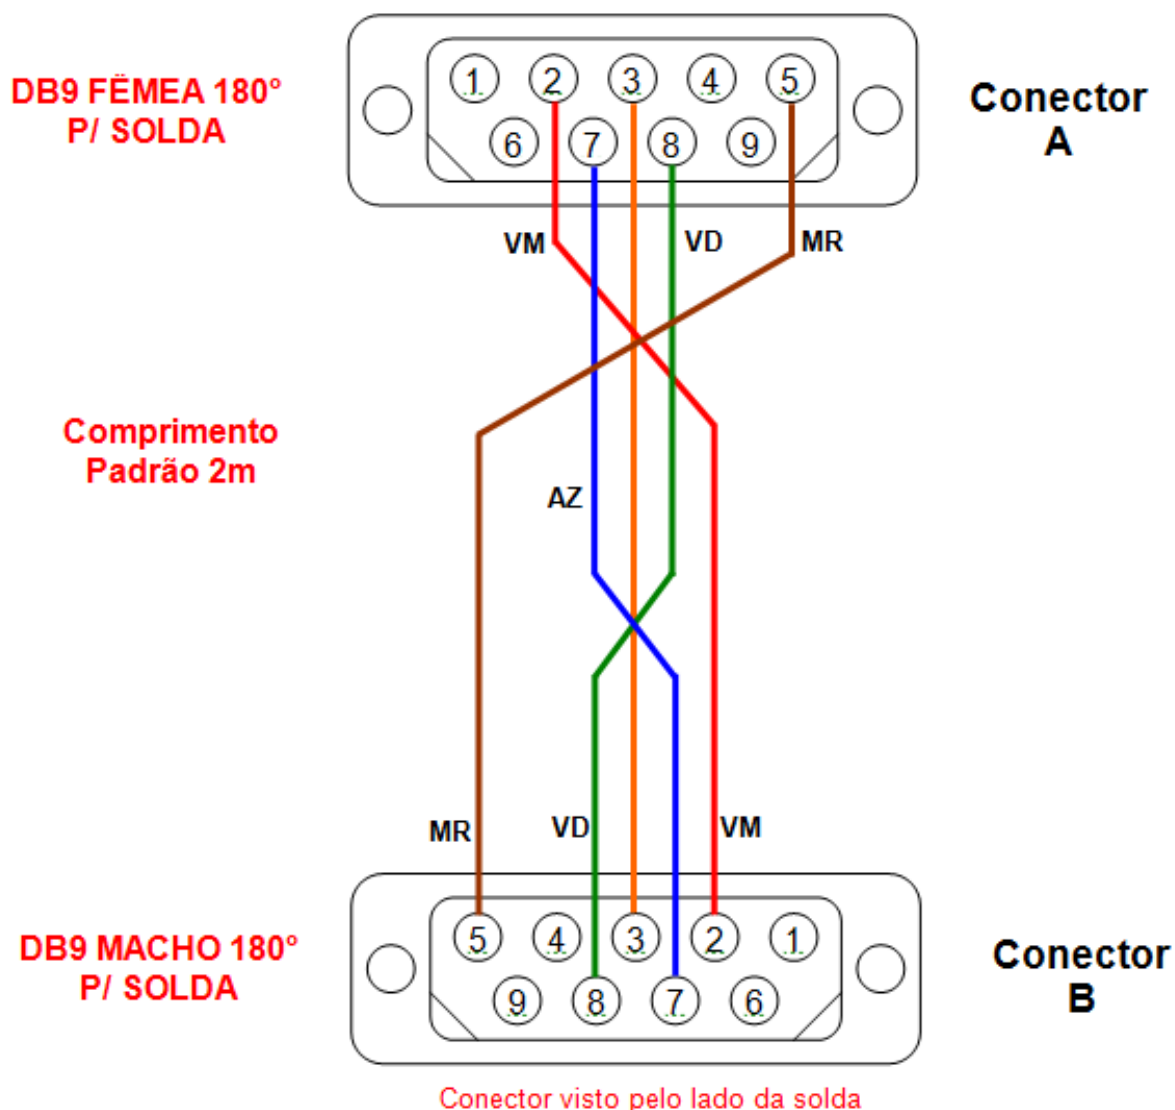 DB9 FÊMEA 180°
P/ SOLDA
1 2 3 4 5
6 7 8 9
Conector
A
VM
VD
MR
Comprimento
Padrão 2m
AZ
MR
VD
VM
DB9 MACHO 180°
P/ SOLDA
5 4 3 2 1
9 8 7 6
Conector
B
Conector visto pelo lado da solda